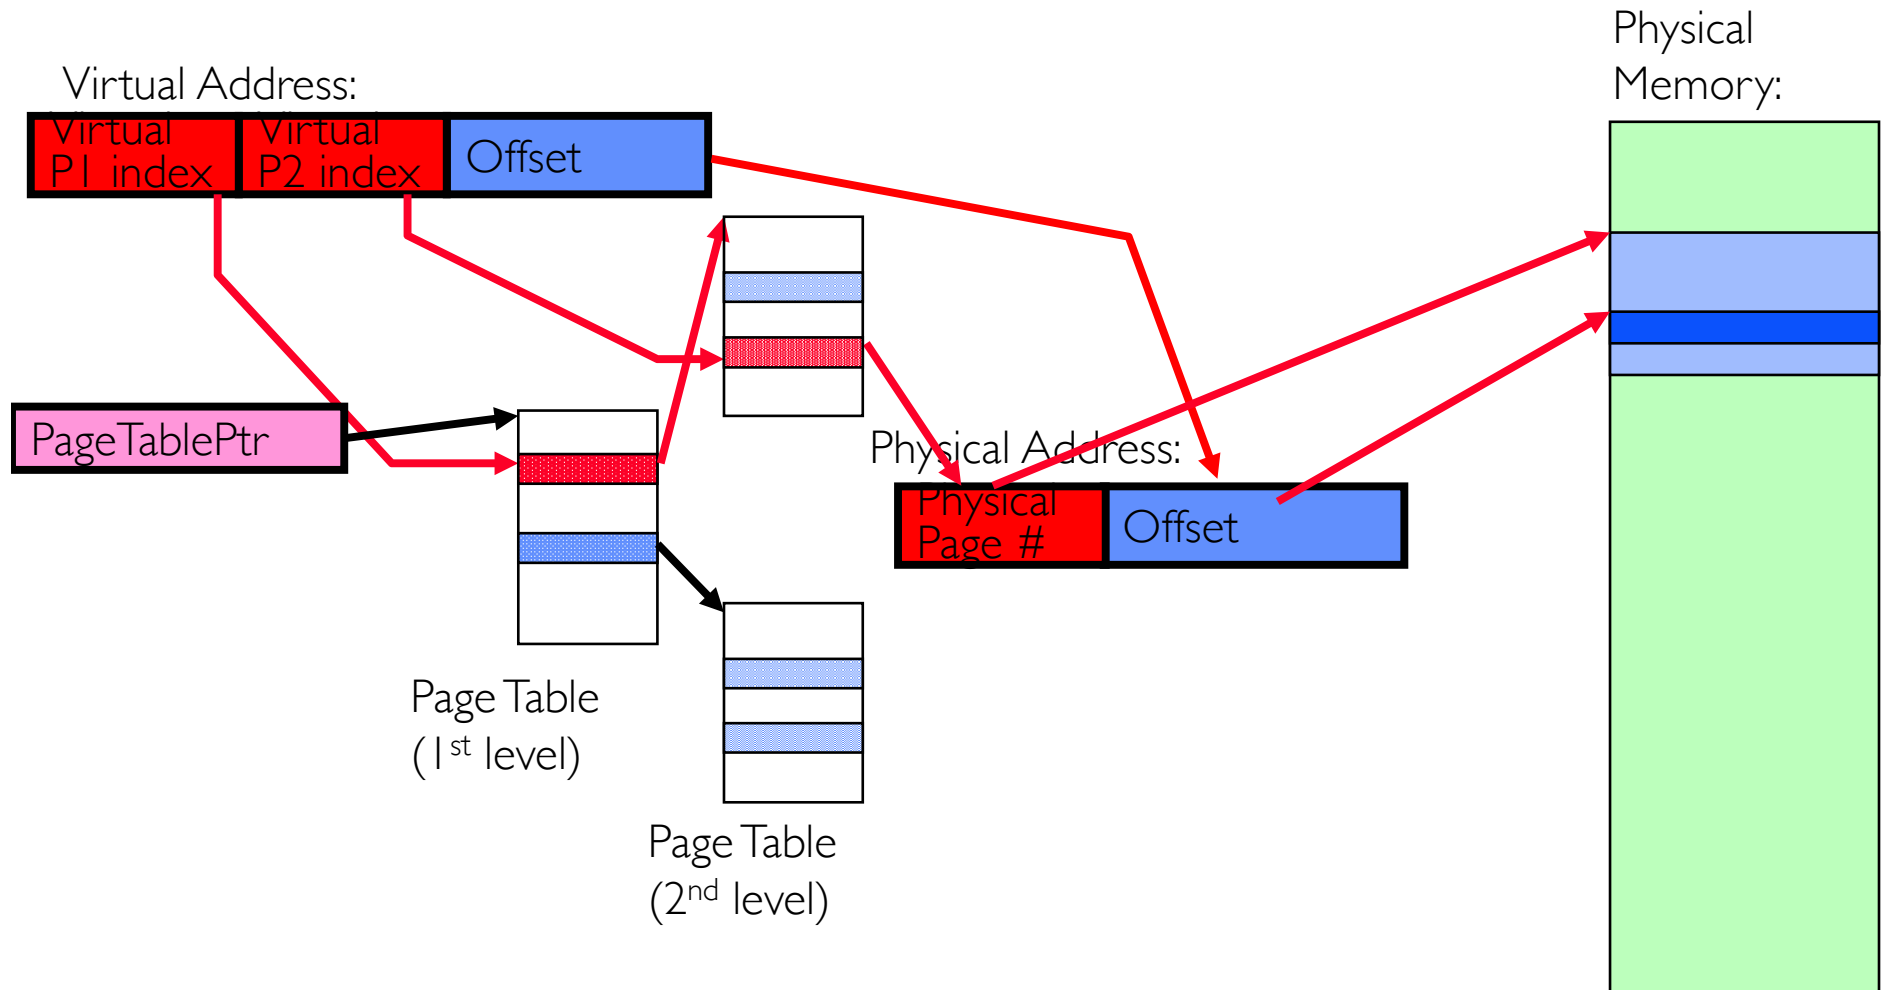 Physical
Memory:
Virtual Address:
Virtual
P1 index
Virtual
P2 index
Offset
PageTablePtr
Physical Address:
Physical
Page #
Offset
Page Table
(1st level)
Page Table
(2nd level)